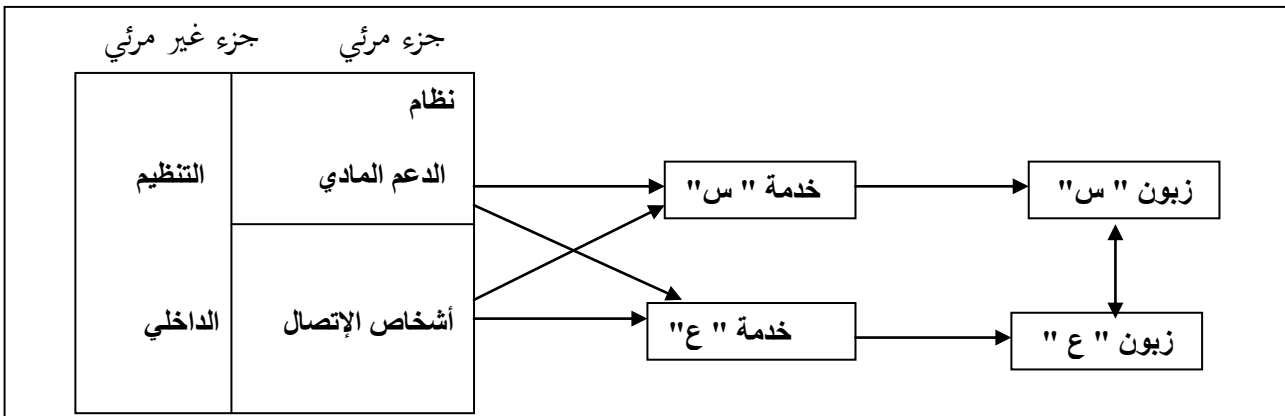 جزء مرئي
جزء غير مرئي
نظام
الدعم المادي
التنظيم
خدمة " س"
زبون " س"
أشخاص الإتصال
الداخلي
خدمة " ع"
زبون " ع "